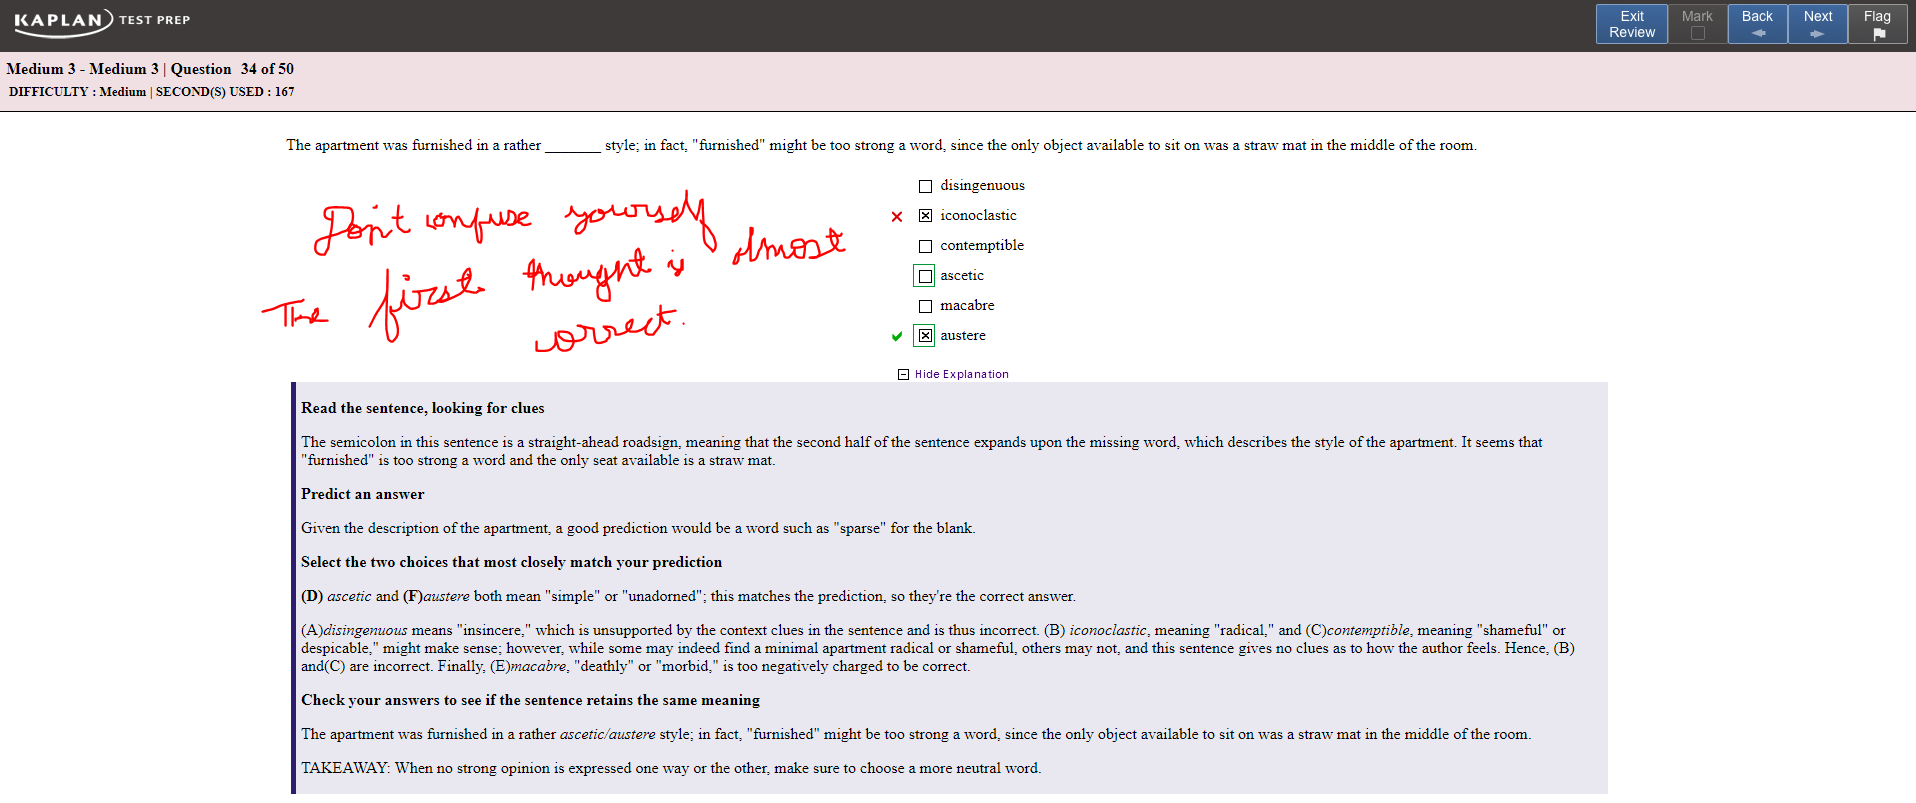 KAPLAN TEST PREP
Exit Review
Mark
Back
Next
Flag
Medium 3 - Medium 3 | Question 34 of 50
DIFFICULTY : Medium | SECOND(S) USED : 167
The apartment was furnished in a rather _______ style; in fact, "furnished" might be too strong a word, since the only object available to sit on was a straw mat in the middle of the room.
disingenuous
iconoclastic
contemptible
ascetic
macabre
austere
Don't confuse yourself
The first thought is almost
correct.
Hide Explanation
Read the sentence, looking for clues
The semicolon in this sentence is a straight-ahead roadsign, meaning that the second half of the sentence expands upon the missing word, which describes the style of the apartment. It seems that
"furnished" is too strong a word and the only seat available is a straw mat.
Predict an answer
Given the description of the apartment, a good prediction would be a word such as "sparse" for the blank.
Select the two choices that most closely match your prediction
(D) ascetic and (F)austere both mean "simple" or "unadorned"; this matches the prediction, so they're the correct answer.
(A)disingenuous means "insincere," which is unsupported by the context clues in the sentence and is thus incorrect. (B) iconoclastic, meaning "radical," and (C)contemptible, meaning "shameful" or
despicable," might make sense; however, while some may indeed find a minimal apartment radical or shameful, others may not, and this sentence gives no clues as to how the author feels. Hence, (B)
and(C) are incorrect. Finally, (E)macabre, "deathly" or "morbid," is too negatively charged to be correct.
Check your answers to see if the sentence retains the same meaning
The apartment was furnished in a rather ascetic/austere style; in fact, "furnished" might be too strong a word, since the only object available to sit on was a straw mat in the middle of the room.
TAKEAWAY: When no strong opinion is expressed one way or the other, make sure to choose a more neutral word.